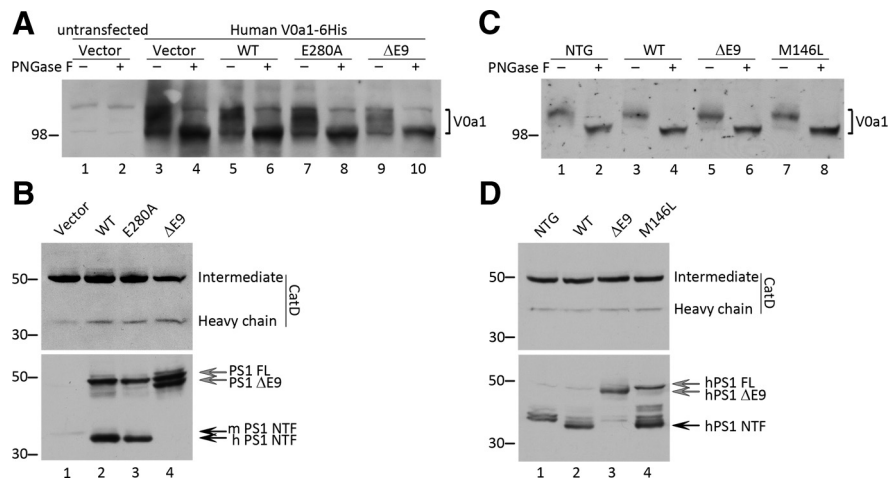 A
untransfected Human V0a1-6His
Vector Vector WT E280A ΔE9
PNGase F – + – + – + – + – +
98–
V0a1
1 2 3 4 5 6 7 8 9 10
B
Vector WT E280A ΔE9
50–
Intermediate
CatD
Heavy chain
30–
50–
PS1 FL
PS1 ΔE9
m PS1 NTF
h PS1 NTF
30–
1 2 3 4
C
NTG WT ΔE9 M146L
PNGase F – + – + – + – +
98–
V0a1
1 2 3 4 5 6 7 8
D
NTG WT ΔE9 M146L
50–
Intermediate
CatD
Heavy chain
30–
50–
hPS1 FL
hPS1 ΔE9
hPS1 NTF
30–
1 2 3 4